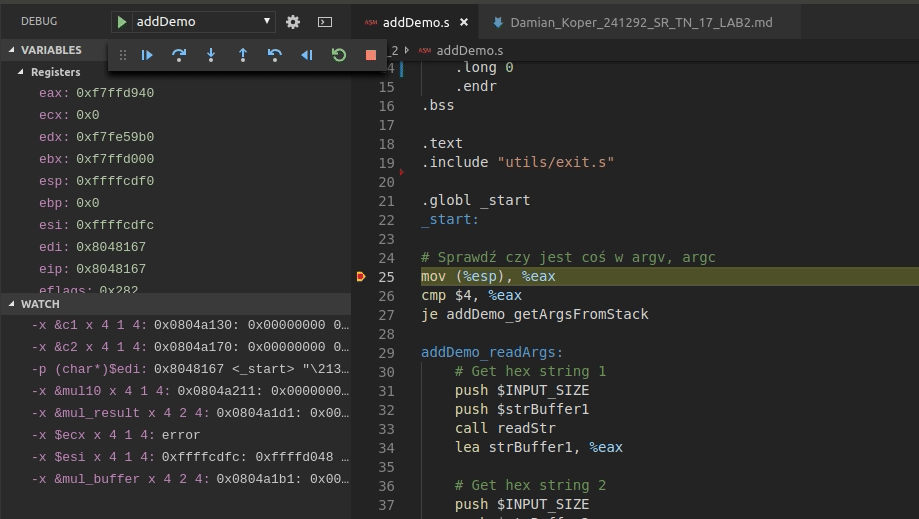 DEBUG
addDemo
VARIABLES
Registers
eax: 0xf7ffd940
ecx: 0x0
edx: 0xf7fe59b0
ebx: 0xf7ffd000
esp: 0xffffcdf0
ebp: 0x0
esi: 0xffffcdfc
edi: 0x8048167
eip: 0x8048167
eflags: 0x282
WATCH
-x &c1 x 4 1 4: 0x0804a130: 0x00000000 0…
-x &c2 x 4 1 4: 0x0804a170: 0x00000000 0…
-p (char*)$edi: 0x8048167 <_start> "\213…
-x &mul10 x 4 1 4: 0x0804a211: 0x0000000…
-x &mul_result x 4 2 4: 0x0804a1d1: 0x00…
-x $ecx x 4 1 4: error
-x $esi x 4 1 4: 0xffffcdfc: 0xffffd048 …
-x &mul_buffer x 4 2 4: 0x0804a1b1: 0x00…
ASM addDemo.s × Damian_Koper_241292_SR_TN_17_LAB2.md
_2 ASM addDemo.s
14 .long 0
15 .endr
16 .bss
17
18 .text
19 .include "utils/exit.s"
20
21 .globl _start
22 _start:
23
24 # Sprawdź czy jest coś w argv, argc
25 mov (%esp), %eax
26 cmp $4, %eax
27 je addDemo_getArgsFromStack
28
29 addDemo_readArgs:
30 # Get hex string 1
31 push $INPUT_SIZE
32 push $strBuffer1
33 call readStr
34 lea strBuffer1, %eax
35
36 # Get hex string 2
37 push $INPUT_SIZE